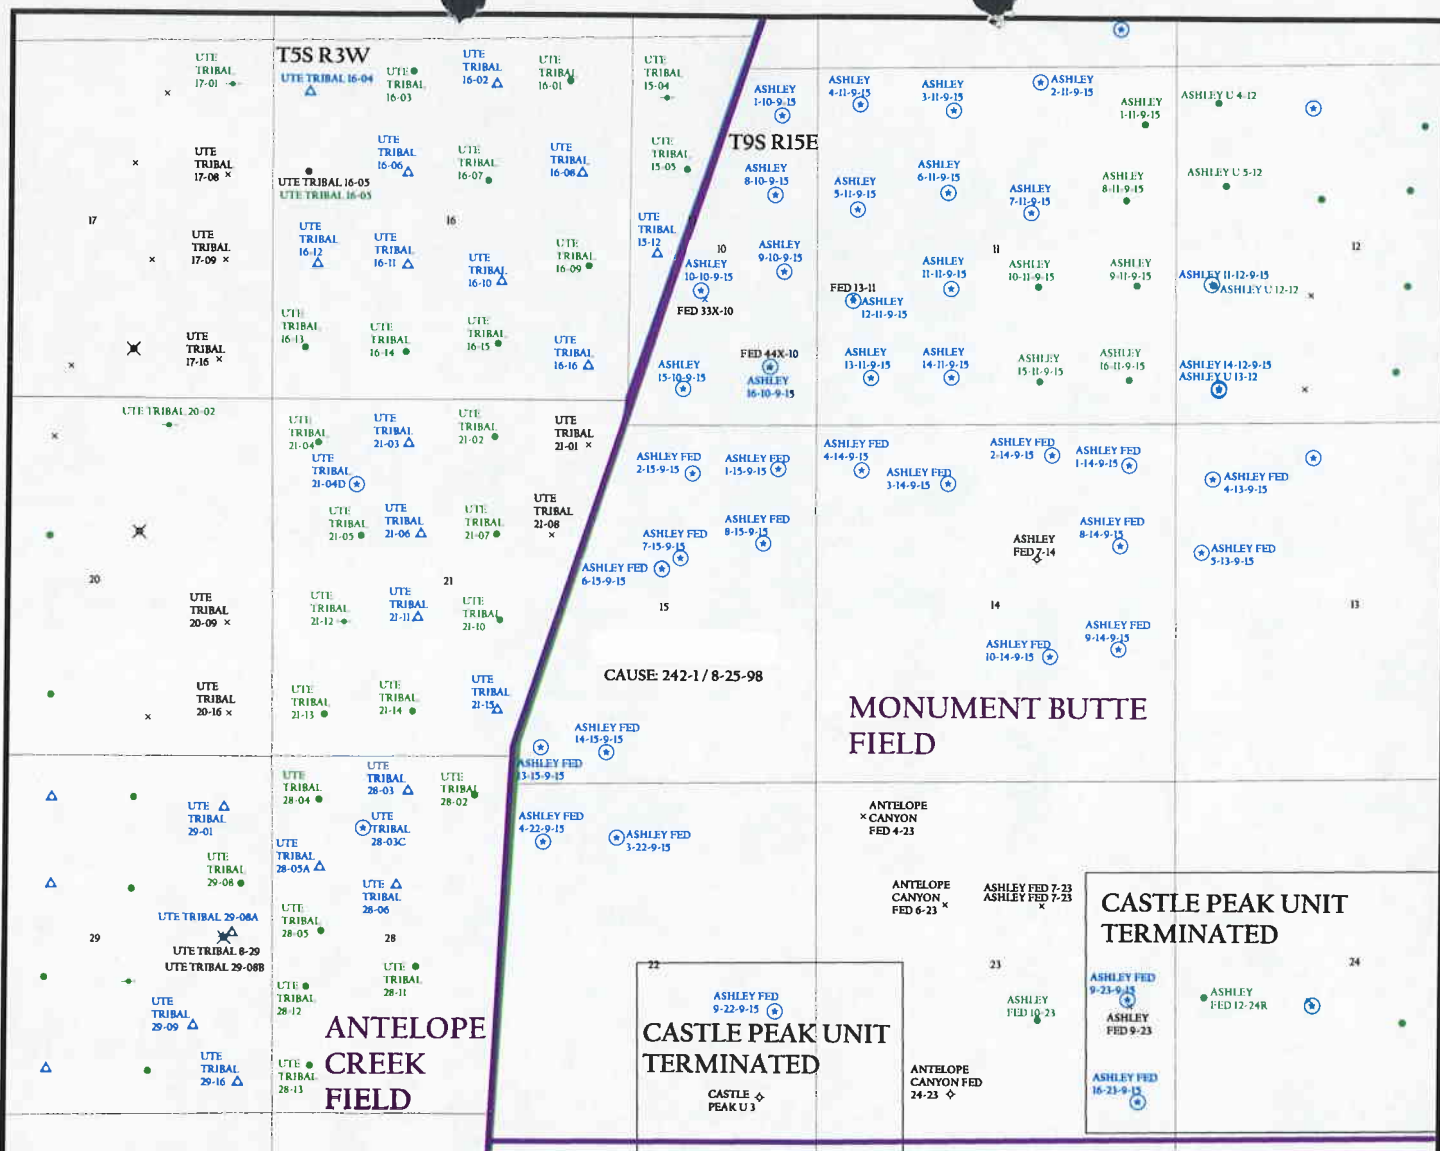 T5S R3W
UTE
TRIBAL
17-01
UTE TRIBAL 16-04
UTE
TRIBAL
16-03
UTE
TRIBAL
16-02
UTE
TRIBAL
16-01
UTE
TRIBAL
15-04
UTE
TRIBAL
17-08
UTE TRIBAL 16-05
UTE TRIBAL 16-05
UTE
TRIBAL
16-06
UTE
TRIBAL
16-07
UTE
TRIBAL
16-08
UTE
TRIBAL
15-05
17
16
UTE
TRIBAL
17-09
UTE
TRIBAL
16-12
UTE
TRIBAL
16-11
UTE
TRIBAL
16-10
UTE
TRIBAL
16-09
UTE
TRIBAL
15-12
UTE
TRIBAL
17-16
UTE
TRIBAL
16-13
UTE
TRIBAL
16-14
UTE
TRIBAL
16-15
UTE
TRIBAL
16-16
ASHLEY
1-10-9-15
ASHLEY
4-11-9-15
ASHLEY
3-11-9-15
ASHLEY
2-11-9-15
ASHLEY
1-11-9-15
ASHLEY U 4-12
T9S R15E
ASHLEY
8-10-9-15
ASHLEY
5-11-9-15
ASHLEY
6-11-9-15
ASHLEY
7-11-9-15
ASHLEY
8-11-9-15
ASHLEY U 5-12
10
11
12
ASHLEY
10-10-9-15
FED 33X-10
ASHLEY
9-10-9-15
FED 13-11
ASHLEY
12-11-9-15
ASHLEY
11-11-9-15
ASHLEY
10-11-9-15
ASHLEY
9-11-9-15
ASHLEY 11-12-9-15
ASHLEY U 12-12
ASHLEY
15-10-9-15
FED 44X-10
ASHLEY
16-10-9-15
ASHLEY
13-11-9-15
ASHLEY
14-11-9-15
ASHLEY
15-11-9-15
ASHLEY
16-11-9-15
ASHLEY 14-12-9-15
ASHLEY U 13-12
UTE TRIBAL 20-02
UTE
TRIBAL
21-04
UTE
TRIBAL
21-04D
UTE
TRIBAL
21-03
UTE
TRIBAL
21-02
UTE
TRIBAL
21-01
UTE
TRIBAL
21-05
UTE
TRIBAL
21-06
UTE
TRIBAL
21-07
UTE
TRIBAL
21-08
20
21
UTE
TRIBAL
20-09
UTE
TRIBAL
21-12
UTE
TRIBAL
21-11
UTE
TRIBAL
21-10
UTE
TRIBAL
20-16
UTE
TRIBAL
21-13
UTE
TRIBAL
21-14
UTE
TRIBAL
21-15
ASHLEY FED
2-15-9-15
ASHLEY FED
1-15-9-15
ASHLEY FED
4-14-9-15
ASHLEY FED
3-14-9-15
ASHLEY FED
2-14-9-15
ASHLEY FED
1-14-9-15
ASHLEY FED
4-13-9-15
ASHLEY FED
7-15-9-15
ASHLEY FED
8-15-9-15
ASHLEY FED
6-15-9-15
ASHLEY
FED 7-14
ASHLEY FED
8-14-9-15
ASHLEY FED
5-13-9-15
15
14
13
ASHLEY FED
10-14-9-15
ASHLEY FED
9-14-9-15
CAUSE: 242-1 / 8-25-98
MONUMENT BUTTE
FIELD
ASHLEY FED
14-15-9-15
ASHLEY FED
13-15-9-15
UTE
TRIBAL
29-01
UTE
TRIBAL
28-04
UTE
TRIBAL
28-03
UTE
TRIBAL
28-02
UTE
TRIBAL
28-03C
UTE
TRIBAL
28-05A
UTE
TRIBAL
29-08
UTE
TRIBAL
28-06
UTE TRIBAL 29-08A
UTE TRIBAL 8-29
UTE TRIBAL 29-08B
UTE
TRIBAL
28-05
29
28
UTE
TRIBAL
28-11
UTE
TRIBAL
28-12
UTE
TRIBAL
29-09
UTE
TRIBAL
29-16
UTE
TRIBAL
28-13
ANTELOPE
CREEK
FIELD
ASHLEY FED
4-22-9-15
ASHLEY FED
3-22-9-15
ANTELOPE
CANYON
FED 4-23
ANTELOPE
CANYON
FED 6-23
ASHLEY FED 7-23
ASHLEY FED 7-23
CASTLE PEAK UNIT
TERMINATED
22
23
24
ASHLEY FED
9-22-9-15
CASTLE PEAK UNIT
TERMINATED
CASTLE
PEAK U 3
ASHLEY
FED 10-23
ANTELOPE
CANYON FED
24-23
ASHLEY FED
9-23-9-15
ASHLEY
FED 9-23
ASHLEY
FED 12-24R
ASHLEY FED
16-23-9-15